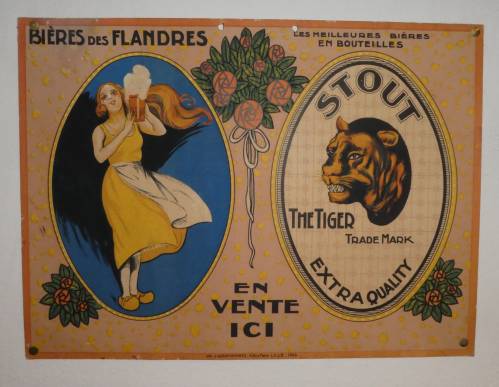 BIÈRES DES FLANDRES
LES MEILLEURES BIÈRES
EN BOUTEILLES
STOUT
THE TIGER
TRADE MARK
EXTRA QUALITY
EN
VENTE
ICI